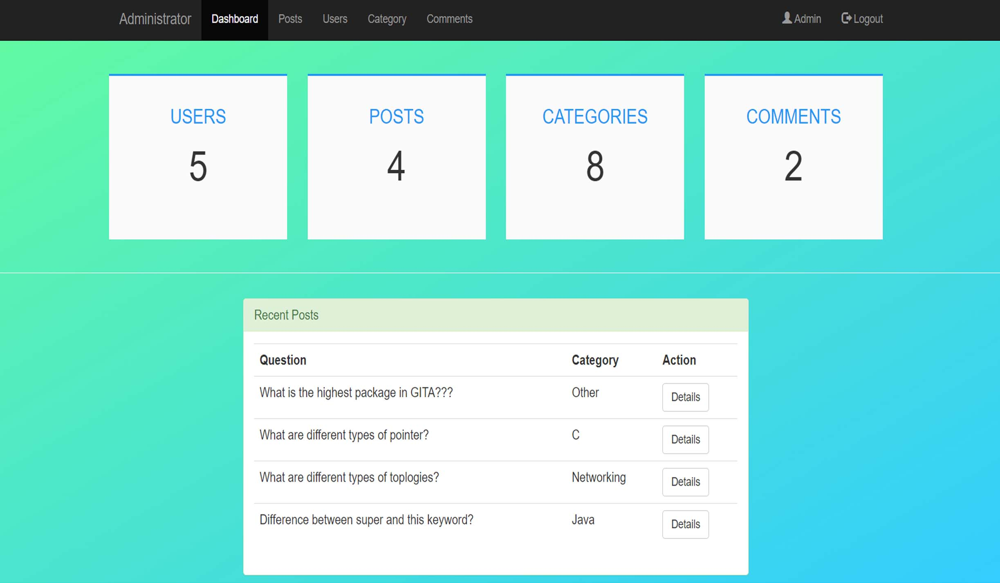 Administrator Dashboard Posts Users Category Comments Admin Logout
USERS POSTS CATEGORIES COMMENTS
5 4 8 2
Recent Posts
Question Category Action
What is the highest package in GITA??? Other Details
What are different types of pointer? C Details
What are different types of toplogies? Networking Details
Difference between super and this keyword? Java Details